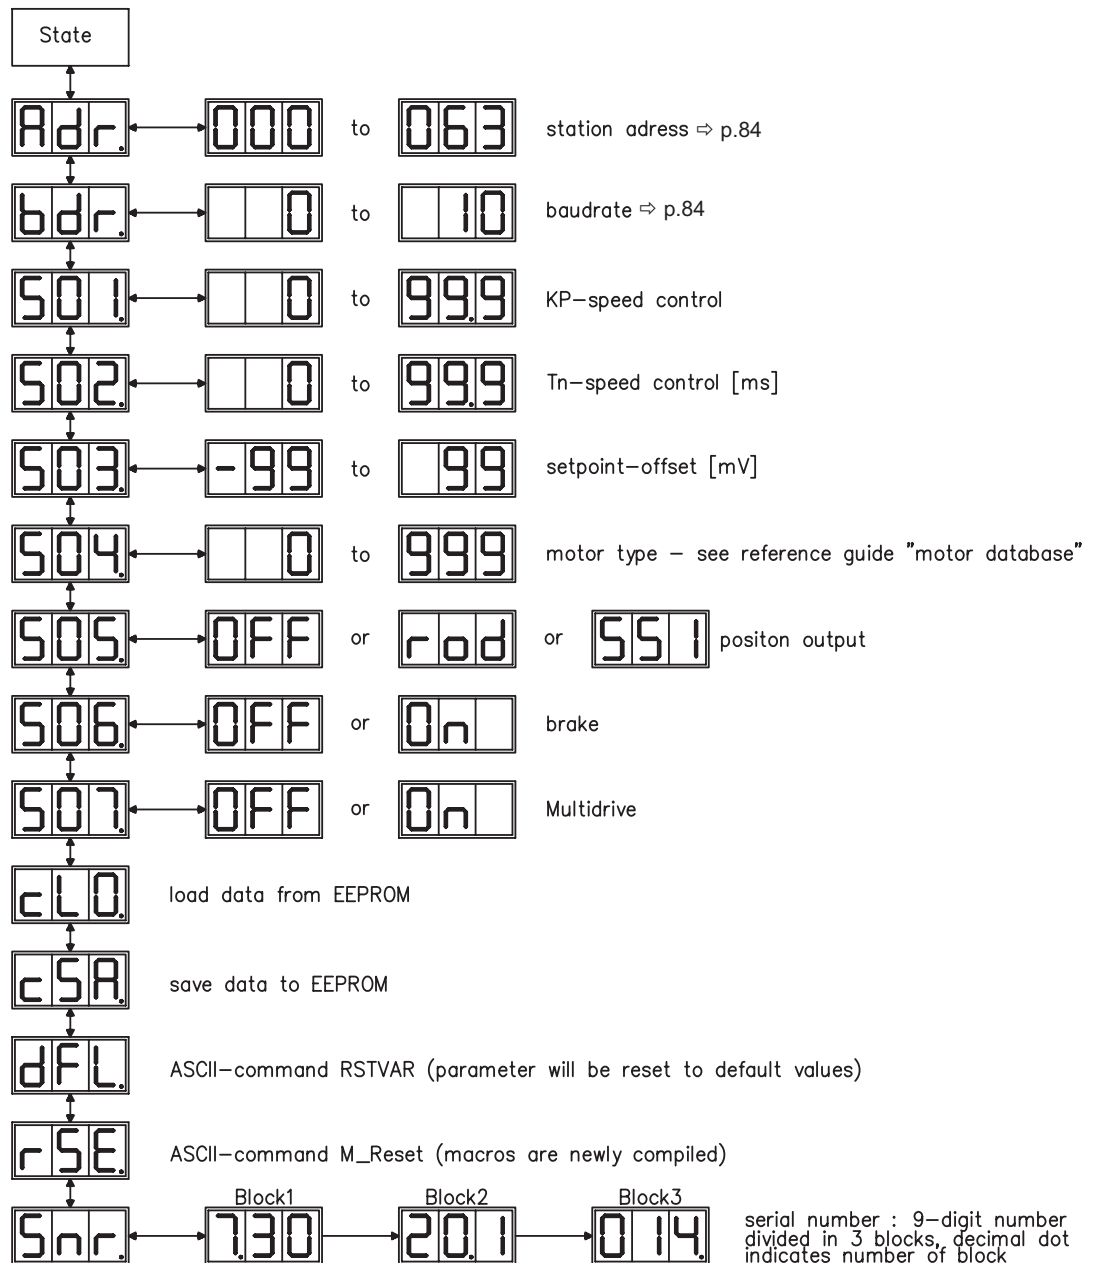 State
Adr. 000 to 063 station adress ⇨ p.84
bdr. 0 to 10 baudrate ⇨ p.84
S01. 0 to 99.9 KP-speed control
S02. 0 to 99.9 Tn-speed control [ms]
S03. -99 to 99 setpoint-offset [mV]
S04. 0 to 999 motor type - see reference guide "motor database"
S05. OFF or rod or SSI positon output
S06. OFF or On brake
S07. OFF or On Multidrive
cLO. load data from EEPROM
cSA. save data to EEPROM
dFL. ASCII-command RSTVAR (parameter will be reset to default values)
rSE. ASCII-command M_Reset (macros are newly compiled)
Block1 Block2 Block3
Snr. 7.30 20.1 014. serial number : 9-digit number
divided in 3 blocks, decimal dot
indicates number of block